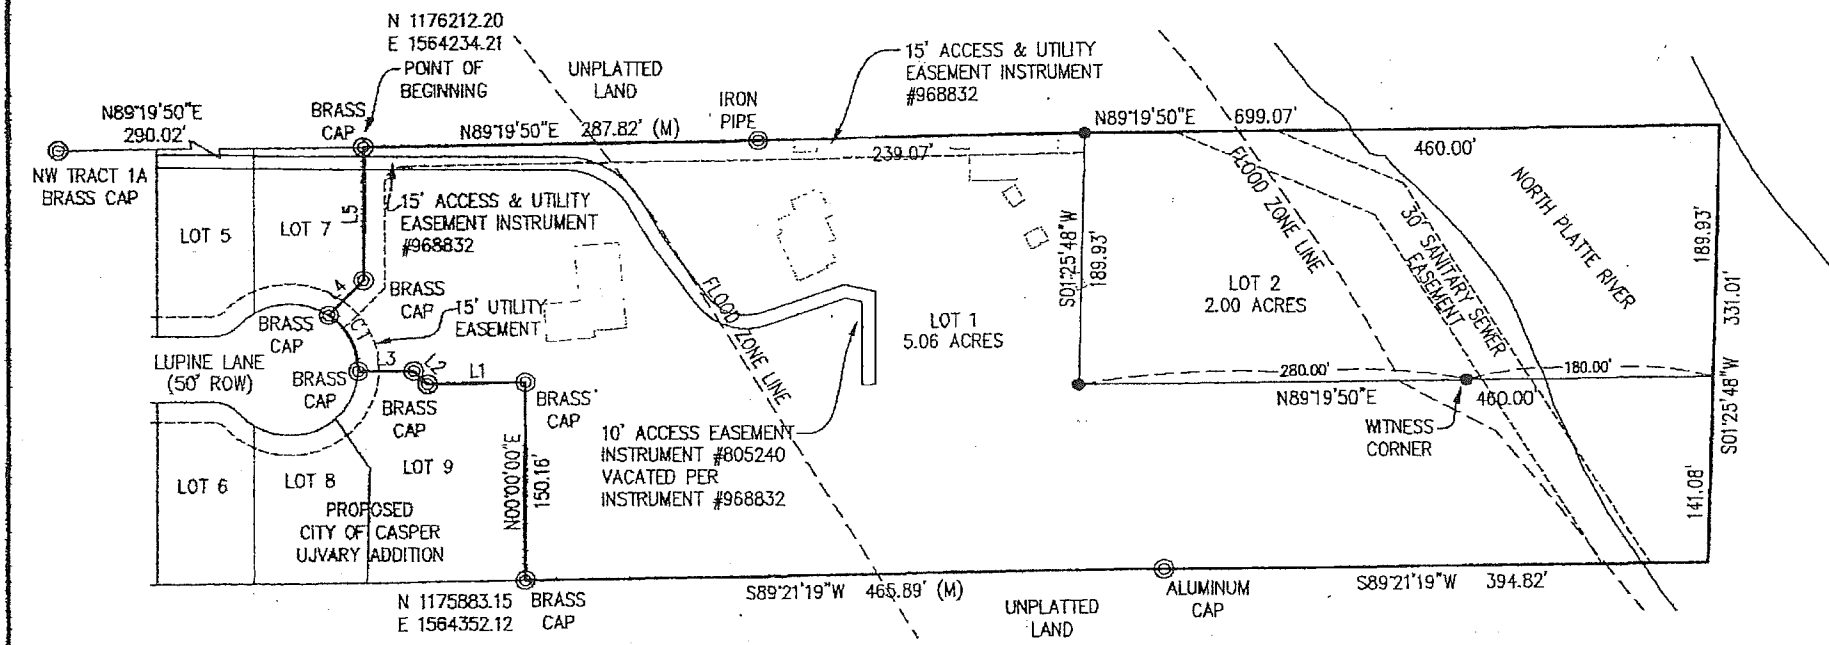 N 1176212.20
E 1564234.21
POINT OF
BEGINNING
UNPLATTED
LAND
15' ACCESS & UTILITY
EASEMENT INSTRUMENT
#968832
N89°19'50"E
290.02'
BRASS
CAP
N89°19'50"E 287.82' (M)
IRON
PIPE
N89°19'50"E 699.07'
239.07'
460.00'
NW TRACT 1A
BRASS CAP
LOT 5
LOT 7
L5
15' ACCESS & UTILITY
EASEMENT INSTRUMENT
#968832
FLOOD ZONE LINE
NORTH PLATTE RIVER
30' SANITARY SEWER
EASEMENT
S01°25'48"W
189.93'
189.93'
331.01'
S01°25'48"W
141.08'
L4
BRASS
CAP
BRASS
CAP
C1
15' UTILITY
EASEMENT
FLOOD ZONE LINE
LOT 1
5.06 ACRES
LOT 2
2.00 ACRES
LUPINE LANE
(50' ROW)
BRASS
CAP
L3
L2
L1
BRASS
CAP
BRASS
CAP
280.00'
180.00'
N89°19'50"E 460.00'
WITNESS
CORNER
10' ACCESS EASEMENT
INSTRUMENT #805240
VACATED PER
INSTRUMENT #968832
LOT 6
LOT 8
LOT 9
PROPOSED
CITY OF CASPER
UJVARY ADDITION
N00°00'00"E
150.16'
N 1175883.15
E 1564352.12
BRASS
CAP
S89°21'19"W 465.89' (M)
UNPLATTED
LAND
ALUMINUM
CAP
S89°21'19"W 394.82'